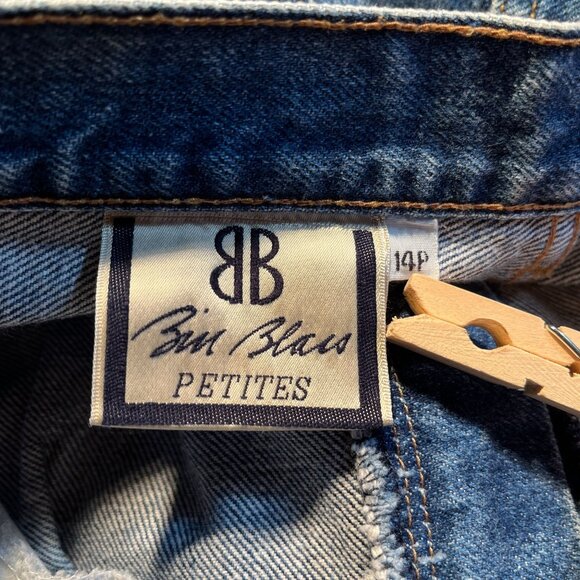 BB
Bill Blass
PETITES
14P